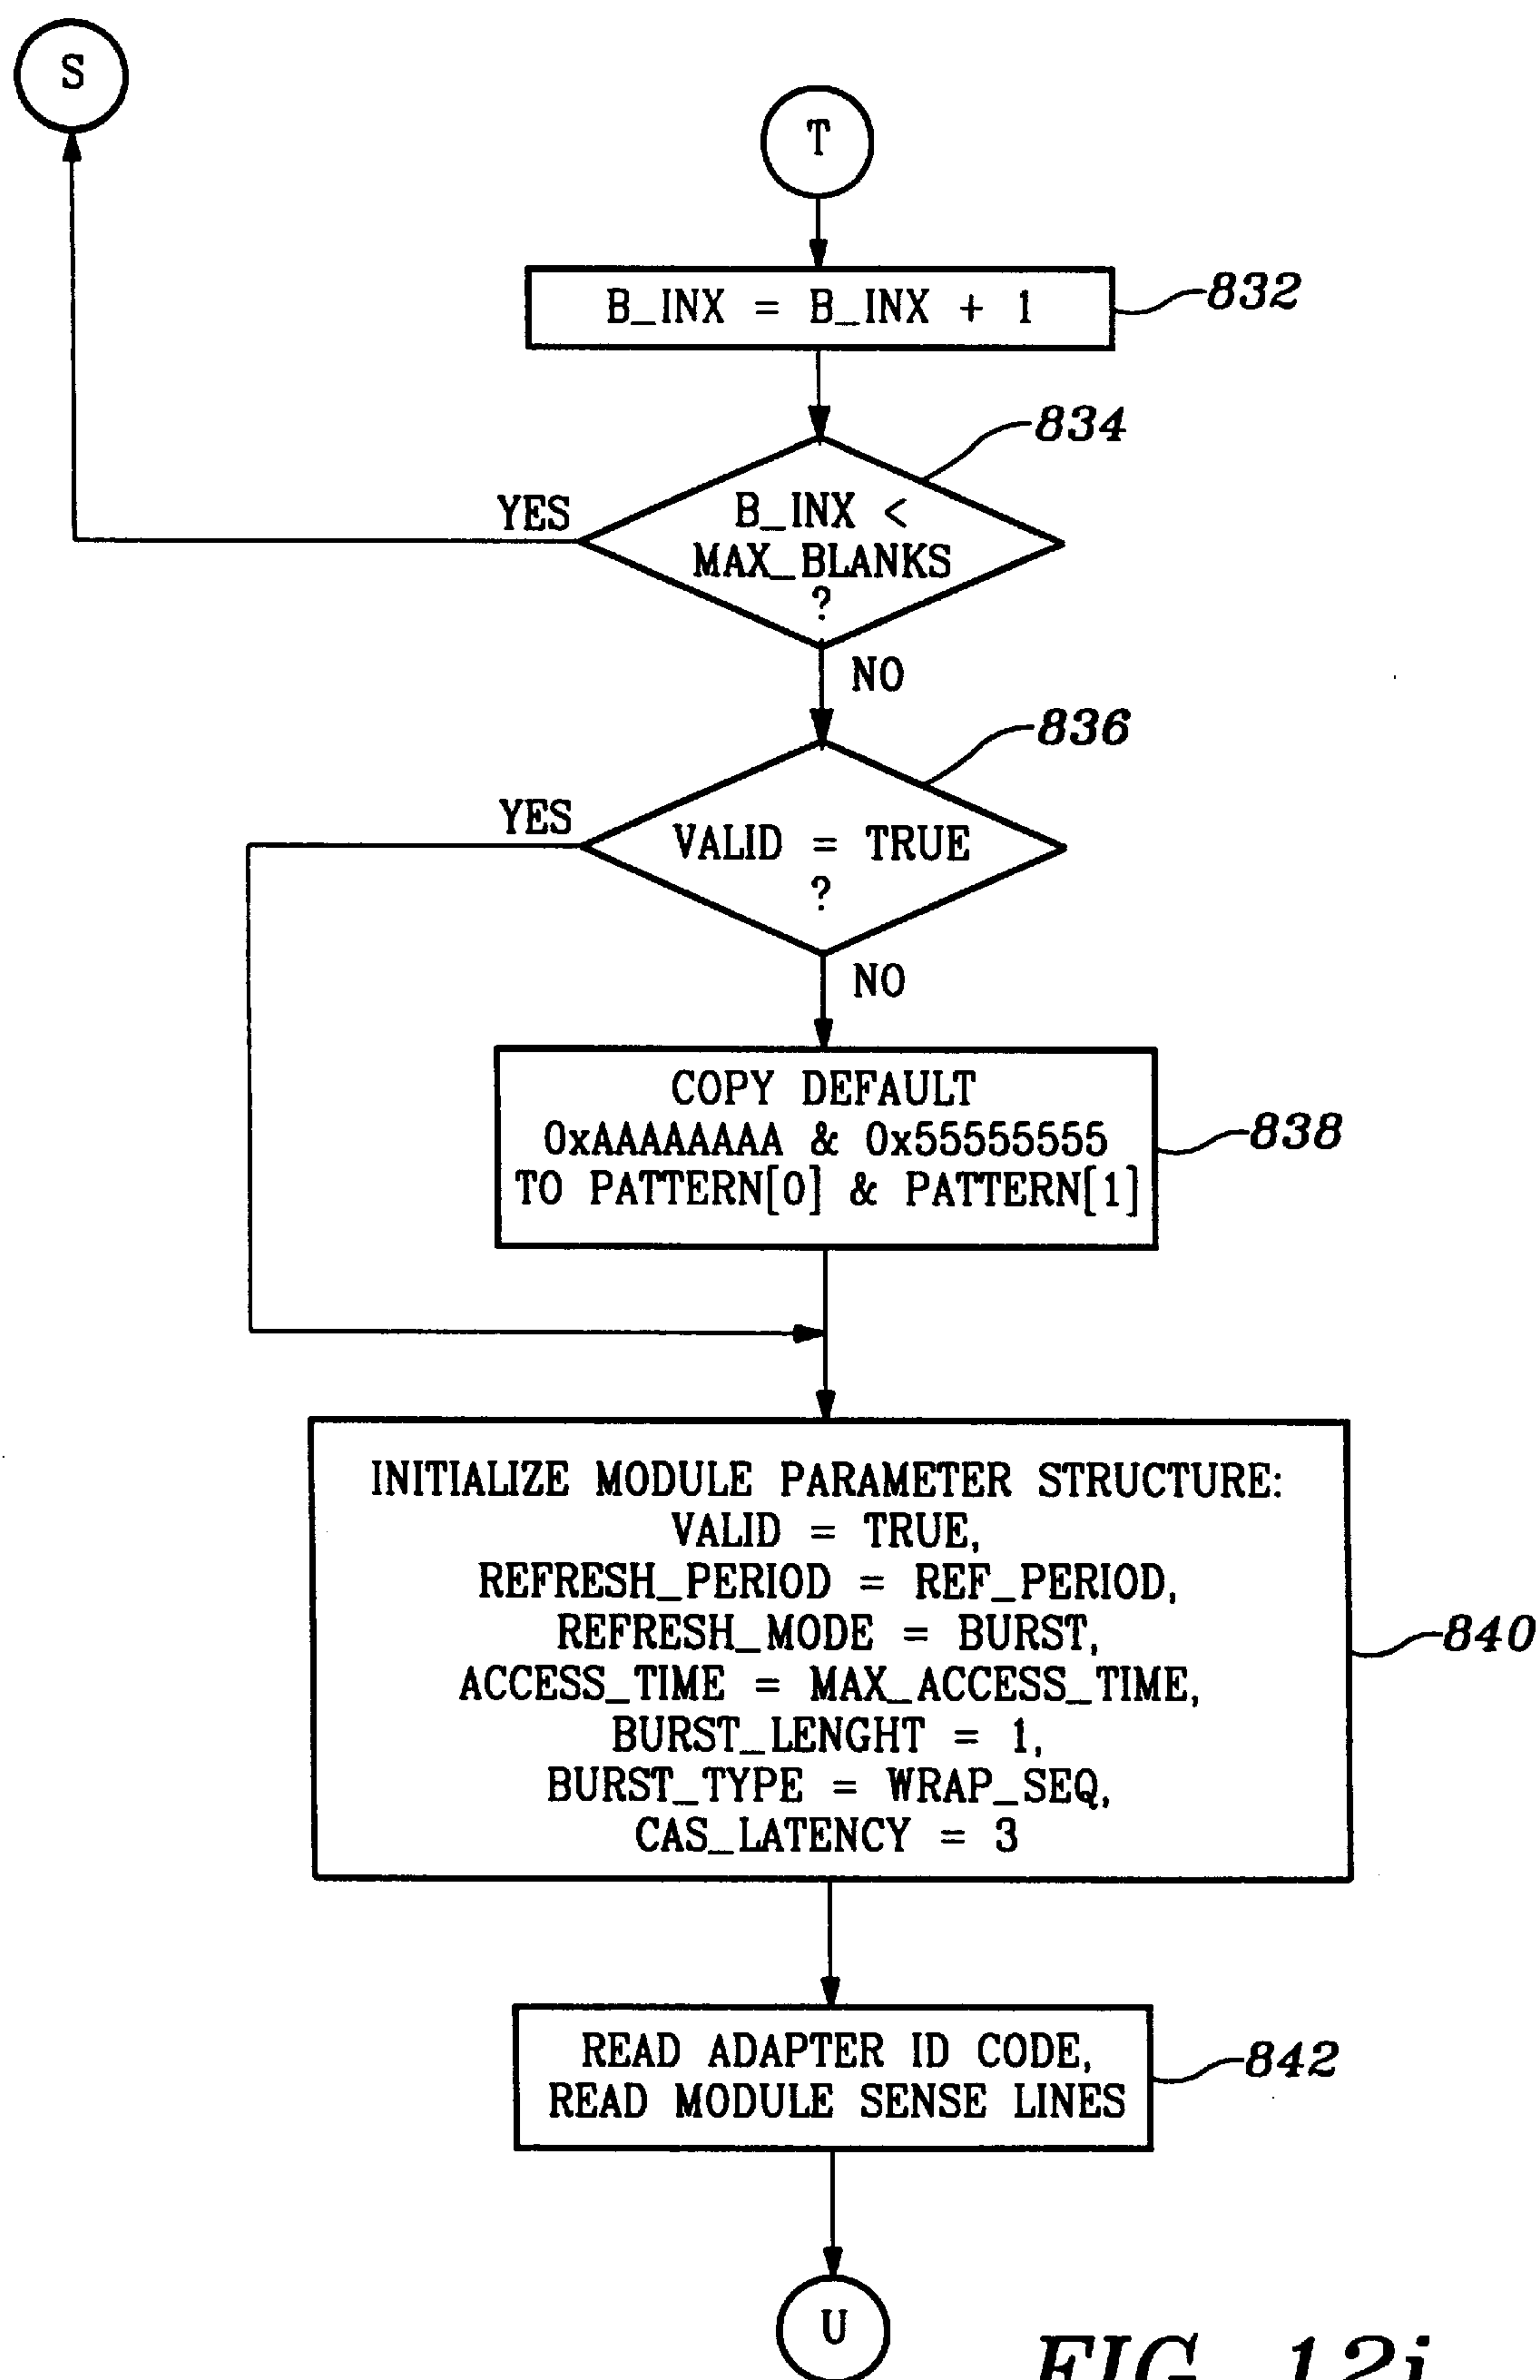 S
T
B_INX = B_INX + 1
832
834
YES
B_INX <
MAX_BLANKS
?
NO
836
YES
VALID = TRUE
?
NO
COPY DEFAULT
0xAAAAAAAA & 0x55555555
TO PATTERN[0] & PATTERN[1]
838
INITIALIZE MODULE PARAMETER STRUCTURE:
VALID = TRUE,
REFRESH_PERIOD = REF_PERIOD,
REFRESH_MODE = BURST,
ACCESS_TIME = MAX_ACCESS_TIME,
BURST_LENGHT = 1,
BURST_TYPE = WRAP_SEQ,
CAS_LATENCY = 3
840
READ ADAPTER ID CODE,
READ MODULE SENSE LINES
842
U
FIG. 12i